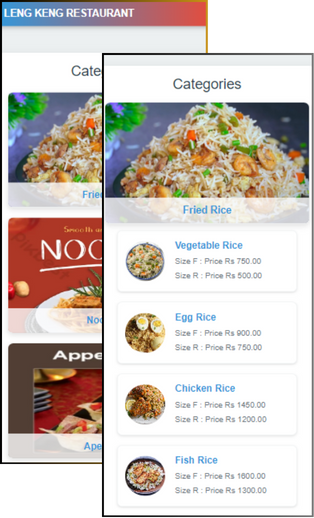 LENG KENG RESTAURANT
Categories
Fried Rice
Vegetable Rice
Size F : Price Rs 750.00
Size R : Price Rs 500.00
Egg Rice
Size F : Price Rs 900.00
Size R : Price Rs 750.00
Chicken Rice
Size F : Price Rs 1450.00
Size R : Price Rs 1200.00
Fish Rice
Size F : Price Rs 1600.00
Size R : Price Rs 1300.00
Cate
Frie
NOO
Noo
Appe
Ape